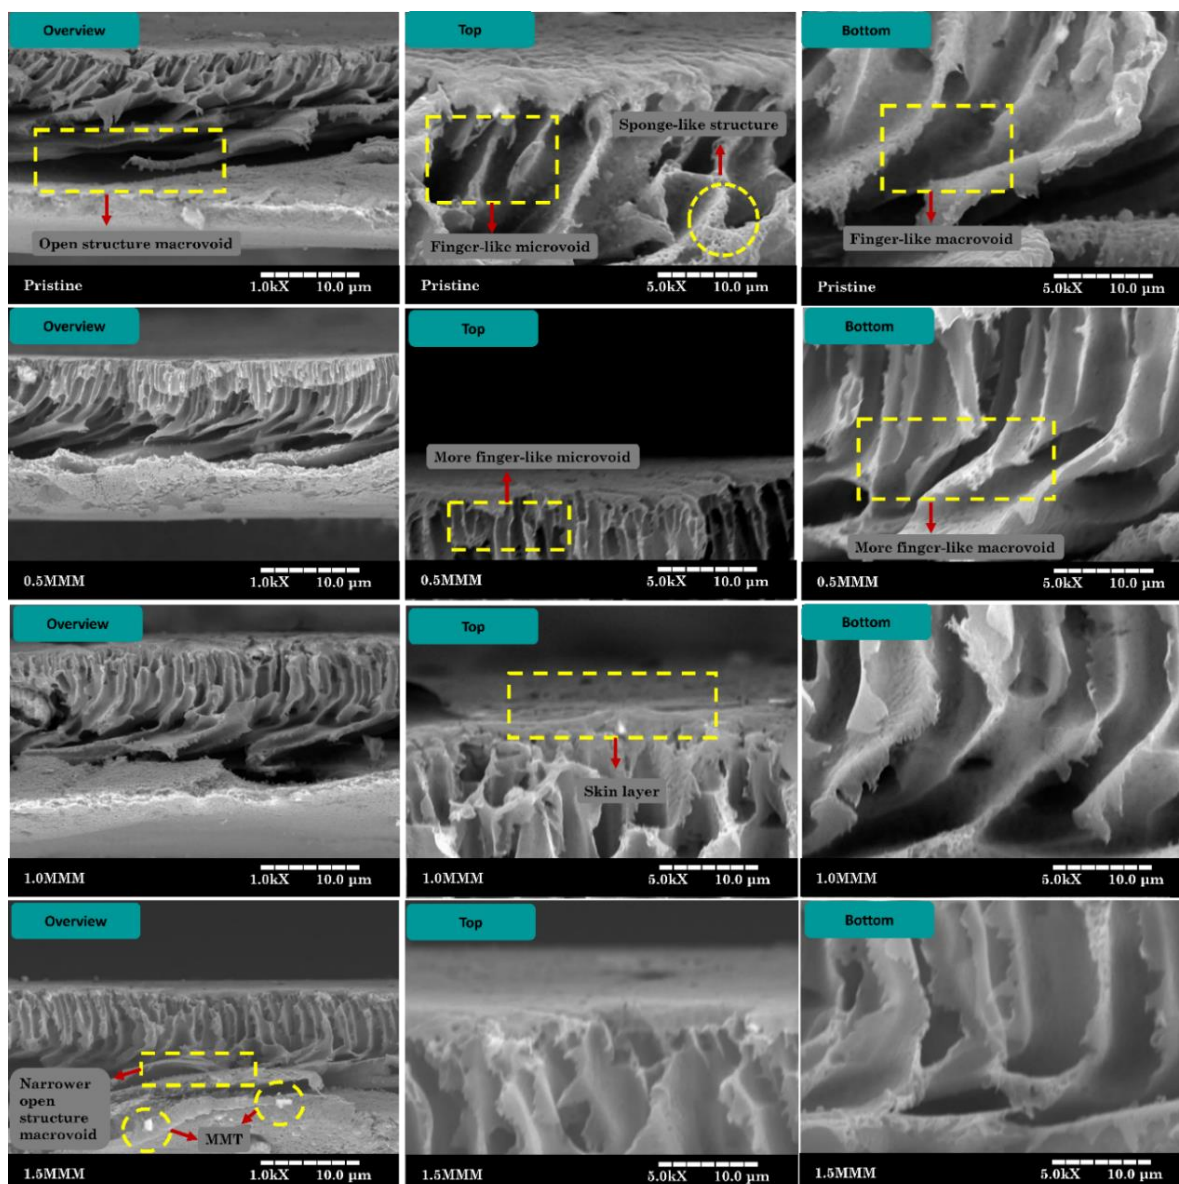 Overview
Open structure macrovoid
Pristine 1.0kX 10.0 µm
Top
Sponge-like structure
Finger-like microvoid
Pristine 5.0kX 10.0 µm
Bottom
Finger-like macrovoid
Pristine 5.0kX 10.0 µm
Overview
0.5MMM 1.0kX 10.0 µm
Top
More finger-like microvoid
0.5MMM 5.0kX 10.0 µm
Bottom
More finger-like macrovoid
0.5MMM 5.0kX 10.0 µm
Overview
1.0MMM 1.0kX 10.0 µm
Top
Skin layer
1.0MMM 5.0kX 10.0 µm
Bottom
1.0MMM 5.0kX 10.0 µm
Overview
Narrower
open
structure
macrovoid
MMT
1.5MMM 1.0kX 10.0 µm
Top
1.5MMM 5.0kX 10.0 µm
Bottom
1.5MMM 5.0kX 10.0 µm